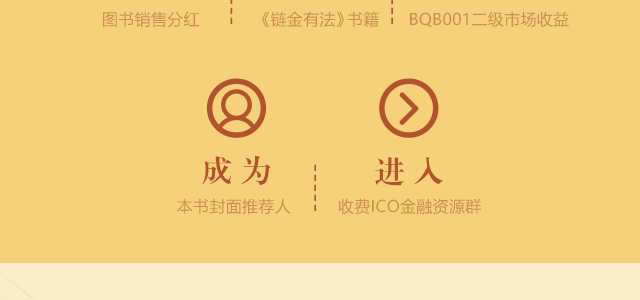 图书销售分红
《链金有法》书籍
BQB001二级市场收益
成为
进入
本书封面推荐人
收费ICO金融资源群